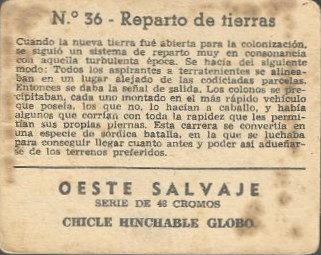 N.º 36 - Reparto de tierras
Cuando la nueva tierra fué abierta para la colonización,
se siguió un sistema de reparto muy en consonancia
con aquella turbulenta época. Se hacía del siguiente
modo: Todos los aspirantes a terratenientes se alinea-
ban en un lugar alejado de las codiciadas parcelas.
Entonces se daba la señal de salida. Los colonos se pre-
cipitaban, cada uno montado en el más rápido vehículo
que poseía, los que no, lo hacían a caballo, y había
algunos que corrían con toda la rapidez que les permi-
tían sus propias piernas. Esta carrera se convertía en
una especie de sórdica batalla, en la que se luchaba
para conseguir llegar cuanto antes y poder así adueñar-
se de los terrenos preferidos.
OESTE SALVAJE
SERIE DE 48 CROMOS
CHICLE HINCHABLE GLOBO